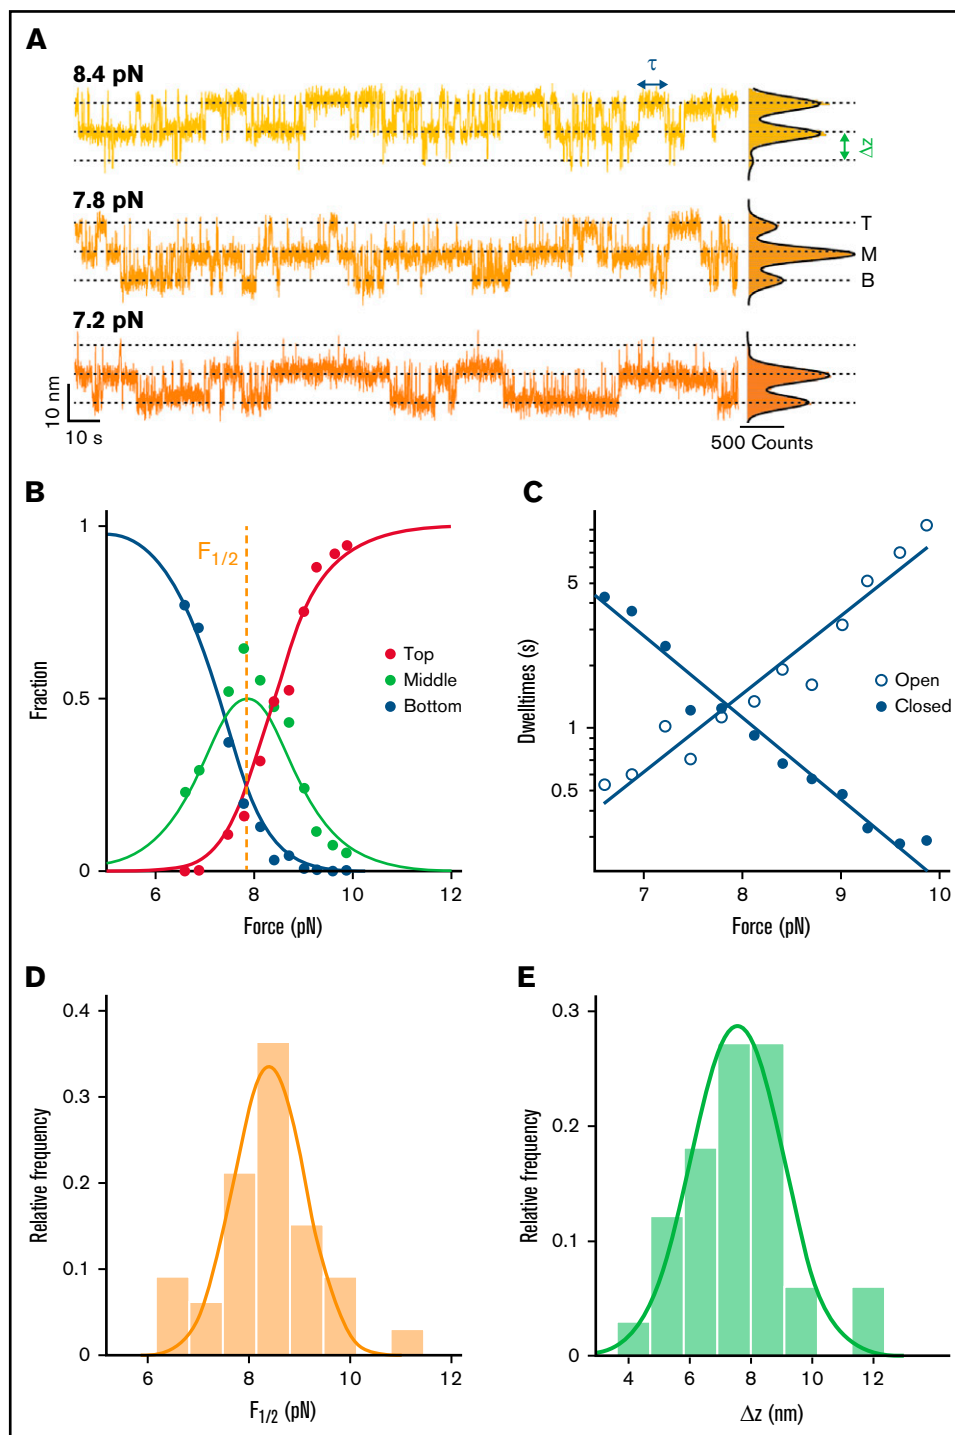 A
8.4 pN
τ
Δz
7.8 pN
T
M
B
7.2 pN
10 nm
10 s
500 Counts
B
1
0.5
0
Fraction
F1/2
Top
Middle
Bottom
6
8
10
12
Force (pN)
C
5
1
0.5
Dwelltimes (s)
Open
Closed
7
8
9
10
Force (pN)
D
0.4
0.3
0.2
0.1
0
Relative frequency
6
8
10
12
F1/2 (pN)
E
0.3
0.2
0.1
0
Relative frequency
4
6
8
10
12
Δz (nm)